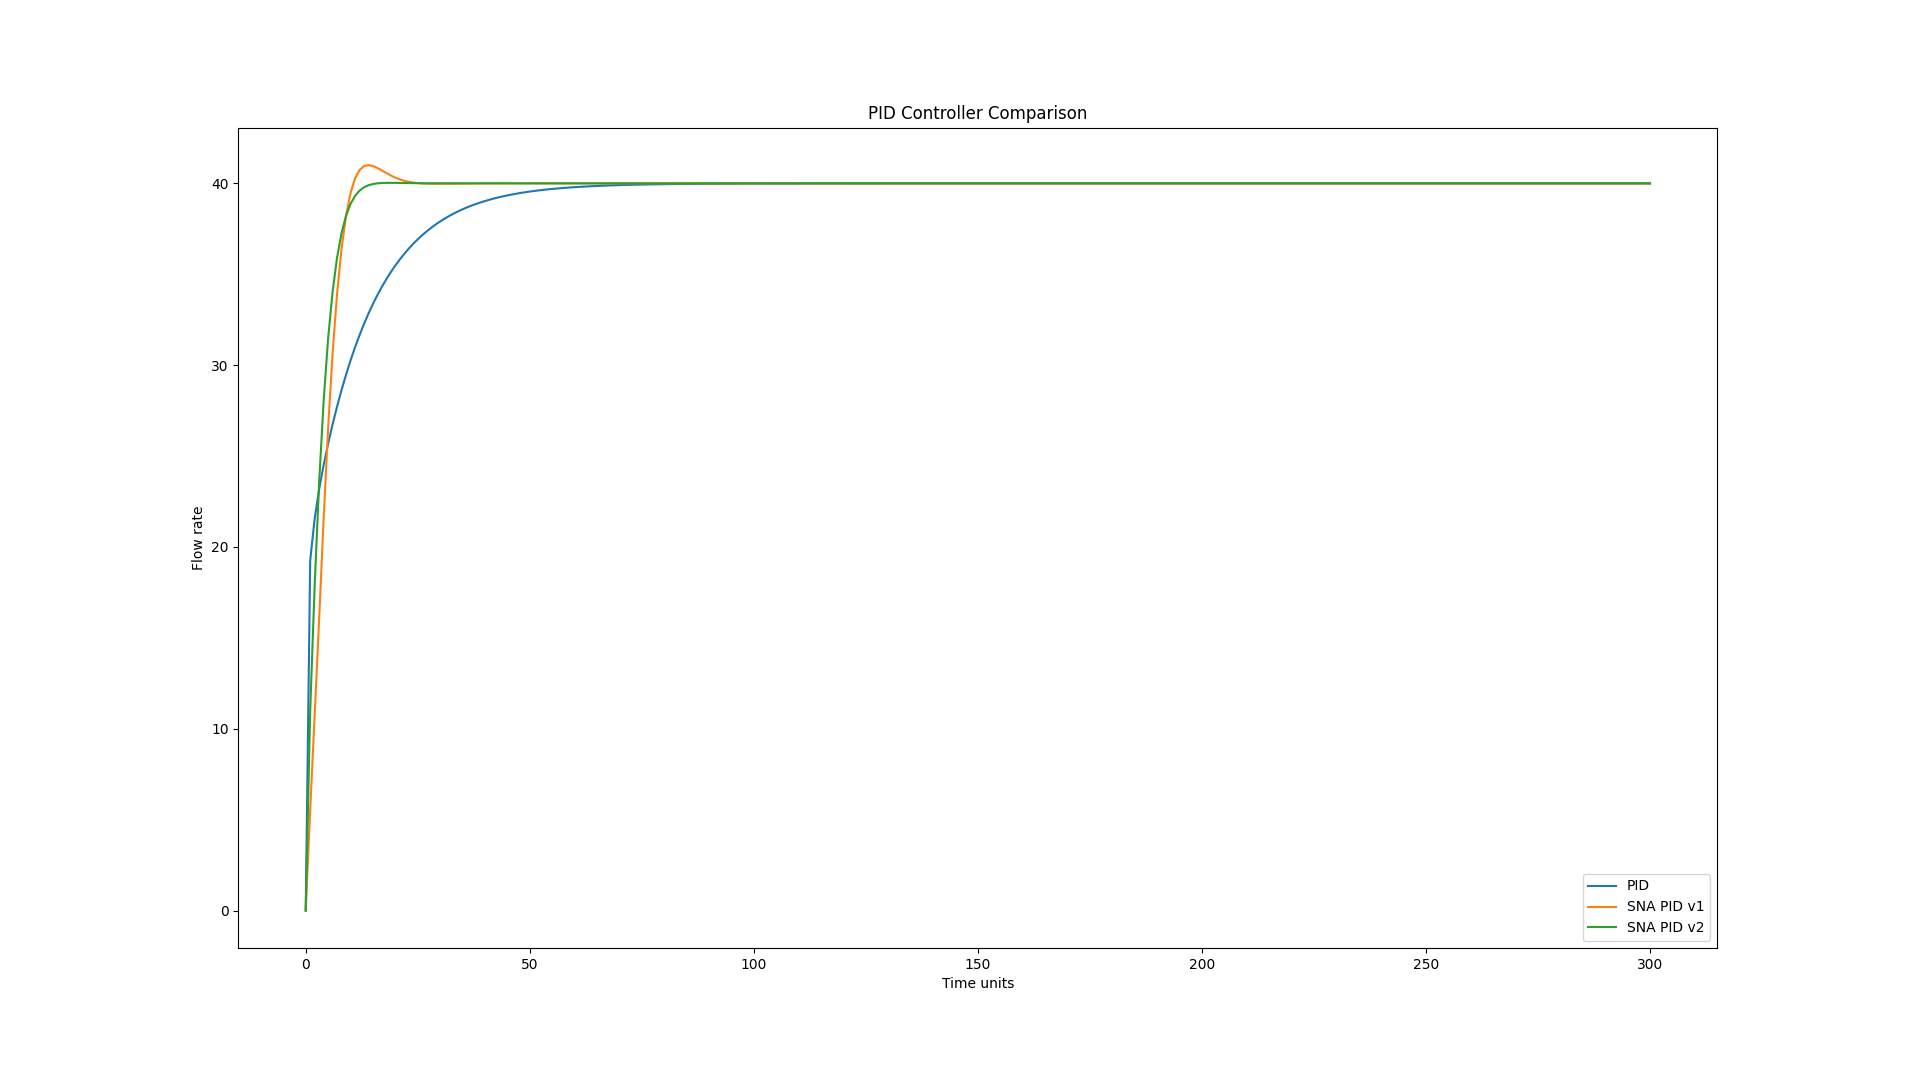 PID Controller Comparison
Flow rate
40
30
20
10
0
0 50 100 150 200 250 300
Time units
PID
SNA PID v1
SNA PID v2